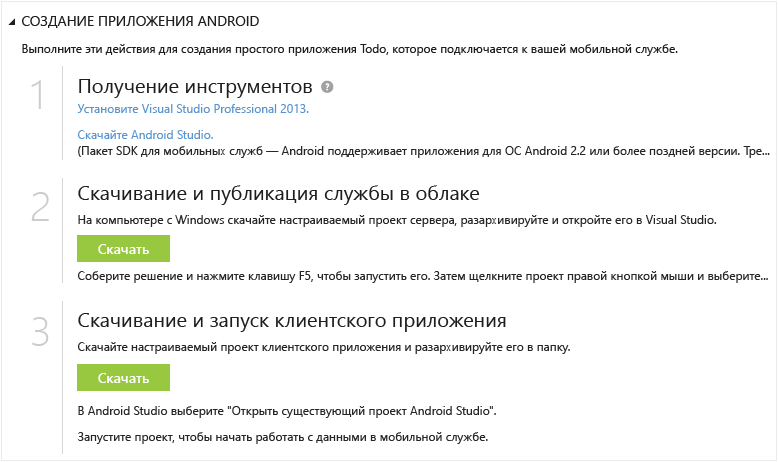 СОЗДАНИЕ ПРИЛОЖЕНИЯ ANDROID
Выполните эти действия для создания простого приложения Todo, которое подключается к вашей мобильной службе.
1
Получение инструментов ?
Установите Visual Studio Professional 2013.
Скачайте Android Studio.
(Пакет SDK для мобильных служб — Android поддерживает приложения для ОС Android 2.2 или более поздней версии. Тре...
2
Скачивание и публикация службы в облаке
На компьютере с Windows скачайте настраиваемый проект сервера, разархивируйте и откройте его в Visual Studio.
Скачать
Соберите решение и нажмите клавишу F5, чтобы запустить его. Затем щелкните проект правой кнопкой мыши и выберите...
3
Скачивание и запуск клиентского приложения
Скачайте настраиваемый проект клиентского приложения и разархивируйте его в папку.
Скачать
В Android Studio выберите "Открыть существующий проект Android Studio".
Запустите проект, чтобы начать работать с данными в мобильной службе.